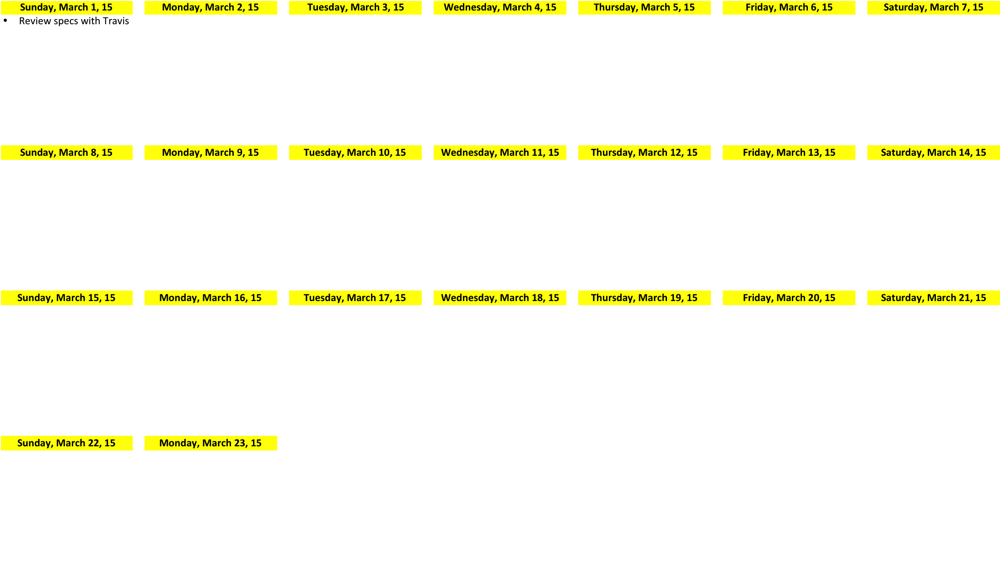 Sunday, March 1, 15
Monday, March 2, 15
Tuesday, March 3, 15
Wednesday, March 4, 15
Thursday, March 5, 15
Friday, March 6, 15
Saturday, March 7, 15
• Review specs with Travis
Sunday, March 8, 15
Monday, March 9, 15
Tuesday, March 10, 15
Wednesday, March 11, 15
Thursday, March 12, 15
Friday, March 13, 15
Saturday, March 14, 15
Sunday, March 15, 15
Monday, March 16, 15
Tuesday, March 17, 15
Wednesday, March 18, 15
Thursday, March 19, 15
Friday, March 20, 15
Saturday, March 21, 15
Sunday, March 22, 15
Monday, March 23, 15